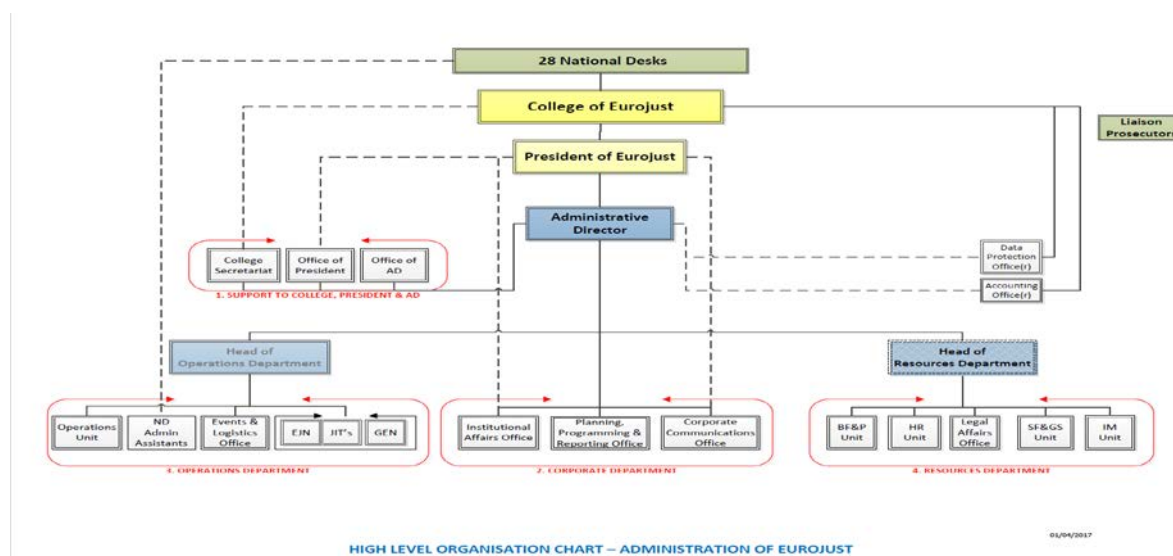 28 National Desks
College of Eurojust
Liaison
Prosecutors
President of Eurojust
Administrative
Director
College
Secretariat
Office of
President
Office of
AD
Data
Protection
Office(r)
Accounting
Office(r)
1. SUPPORT TO COLLEGE, PRESIDENT & AD
Head of
Operations Department
Head of
Resources Department
Operations
Unit
ND
Admin
Assistants
Events &
Logistics
Office
EJN
JIT's
GEN
Institutional
Affairs Office
Planning,
Programming &
Reporting Office
Corporate
Communications
Office
BF&P
Unit
HR
Unit
Legal
Affairs
Office
SF&GS
Unit
IM
Unit
3. OPERATIONS DEPARTMENT
2. CORPORATE DEPARTMENT
4. RESOURCES DEPARTMENT
01/04/2017
HIGH LEVEL ORGANISATION CHART – ADMINISTRATION OF EUROJUST